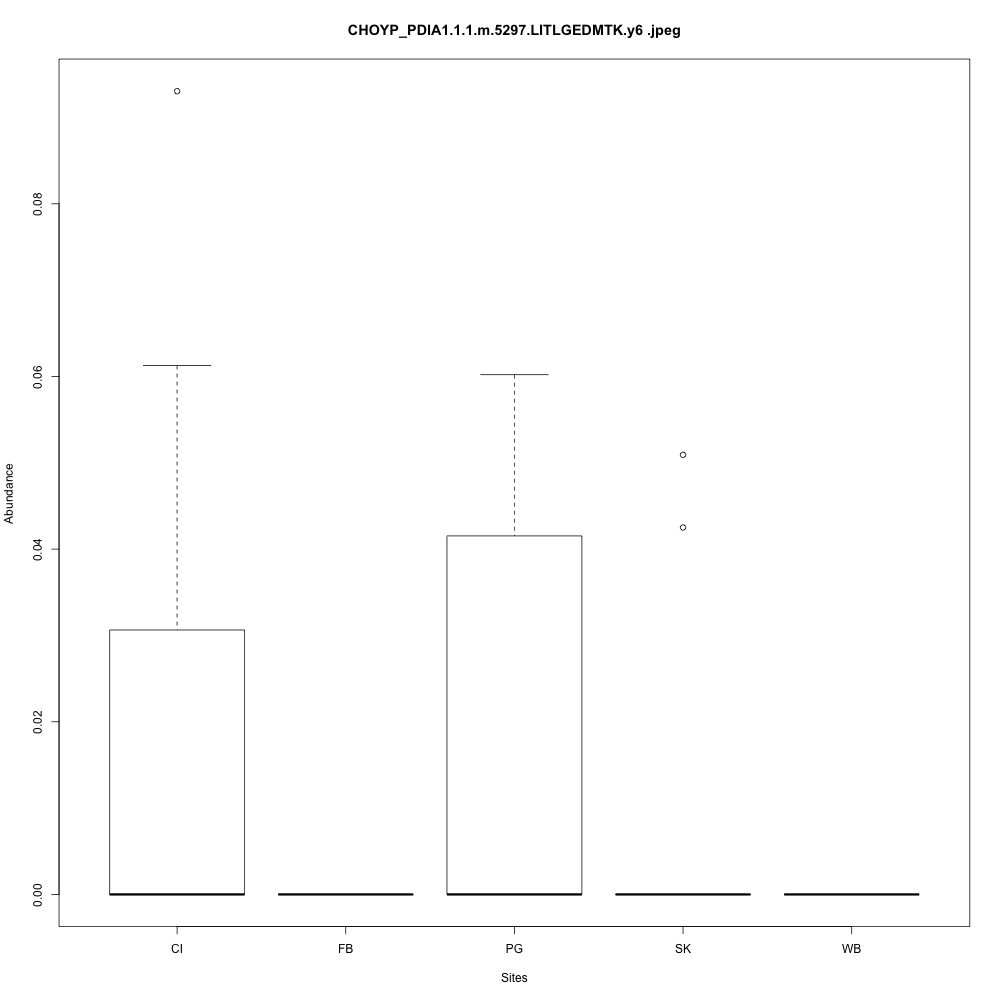 CHOYP_PDIA1.1.1.m.5297.LITLGEDMTK.y6 .jpeg
Abundance
0.08
0.06
0.04
0.02
0.00
CI FB PG SK WB
Sites